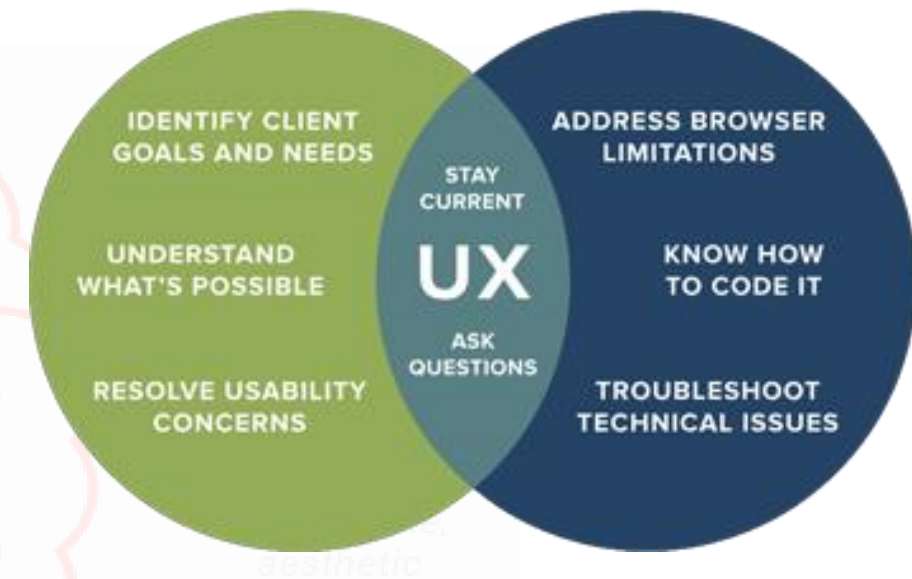 IDENTIFY CLIENT
GOALS AND NEEDS
UNDERSTAND
WHAT'S POSSIBLE
RESOLVE USABILITY
CONCERNS
STAY
CURRENT
UX
ASK
QUESTIONS
ADDRESS BROWSER
LIMITATIONS
KNOW HOW
TO CODE IT
TROUBLESHOOT
TECHNICAL ISSUES
aesthetic